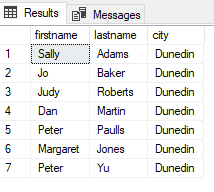 Results Messages
firstname lastname city
1 Sally Adams Dunedin
2 Jo Baker Dunedin
3 Judy Roberts Dunedin
4 Dan Martin Dunedin
5 Peter Paulls Dunedin
6 Margaret Jones Dunedin
7 Peter Yu Dunedin